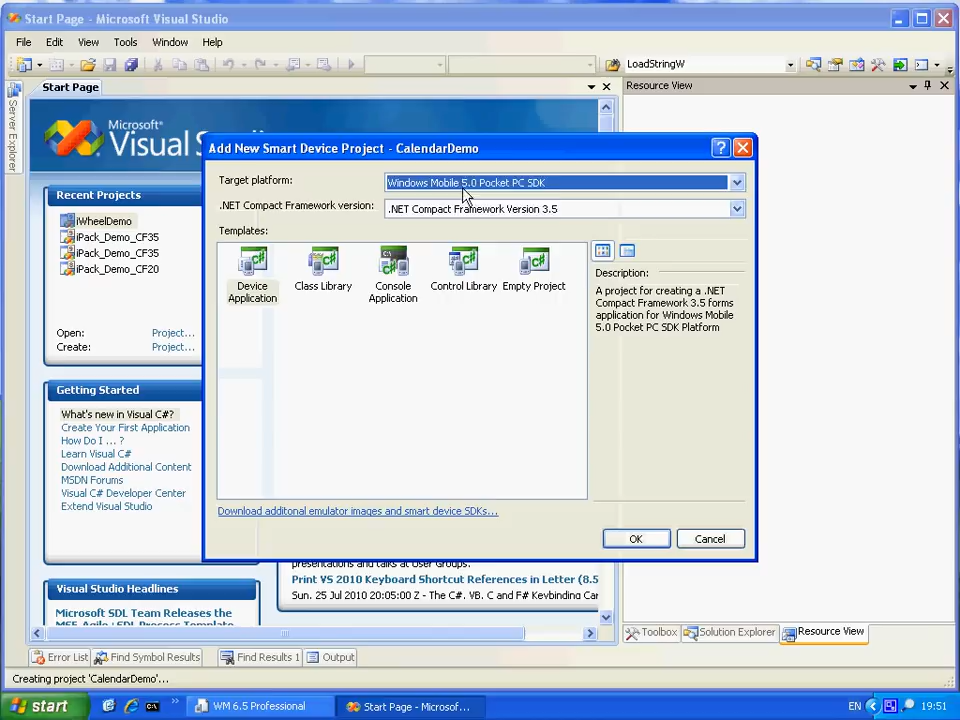 Start Page - Microsoft Visual Studio
File Edit View Tools Window Help
LoadStringW
Start Page
Resource View
Server Explorer
Microsoft®
Visual Stu
Add New Smart Device Project - CalendarDemo
Target platform:
Windows Mobile 5.0 Pocket PC SDK
.NET Compact Framework version:
.NET Compact Framework Version 3.5
Templates:
Device Application
Class Library
Console Application
Control Library
Empty Project
Description:
A project for creating a .NET
Compact Framework 3.5 forms
application for Windows Mobile
5.0 Pocket PC SDK Platform
Download additonal emulator images and smart device SDKs...
OK
Cancel
Recent Projects
iWheelDemo
iPack_Demo_CF35
iPack_Demo_CF35
iPack_Demo_CF20
Open: Project...
Create: Project...
Getting Started
What's new in Visual C#?
Create Your First Application
How Do I ... ?
Learn Visual C#
Download Additional Content
MSDN Forums
Visual C# Developer Center
Extend Visual Studio
Visual Studio Headlines
Microsoft SDL Team Releases the
presentations and talks at User Groups.
Print VS 2010 Keyboard Shortcut References in Letter (8.5
Sun, 25 Jul 2010 20:05:00 Z - The C#, VB, C and F# Keybinding Car
Toolbox Solution Explorer Resource View
Error List Find Symbol Results Find Results 1 Output
Creating project 'CalendarDemo'...
start
WM 6.5 Professional
Start Page - Microsof...
EN
19:51